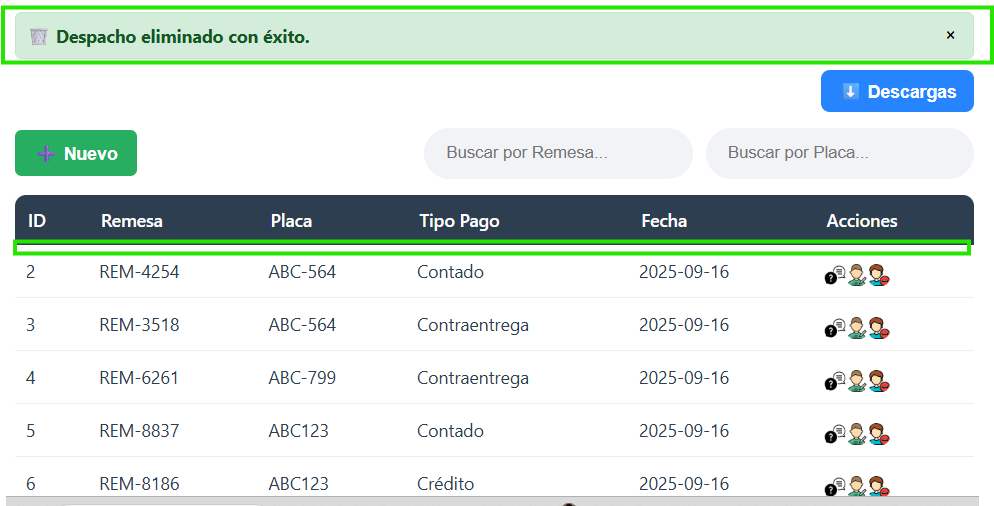 Despacho eliminado con éxito. ×
Descargas
Nuevo Buscar por Remesa... Buscar por Placa...
ID Remesa Placa Tipo Pago Fecha Acciones
2 REM-4254 ABC-564 Contado 2025-09-16
3 REM-3518 ABC-564 Contraentrega 2025-09-16
4 REM-6261 ABC-799 Contraentrega 2025-09-16
5 REM-8837 ABC123 Contado 2025-09-16
6 REM-8186 ABC123 Crédito 2025-09-16